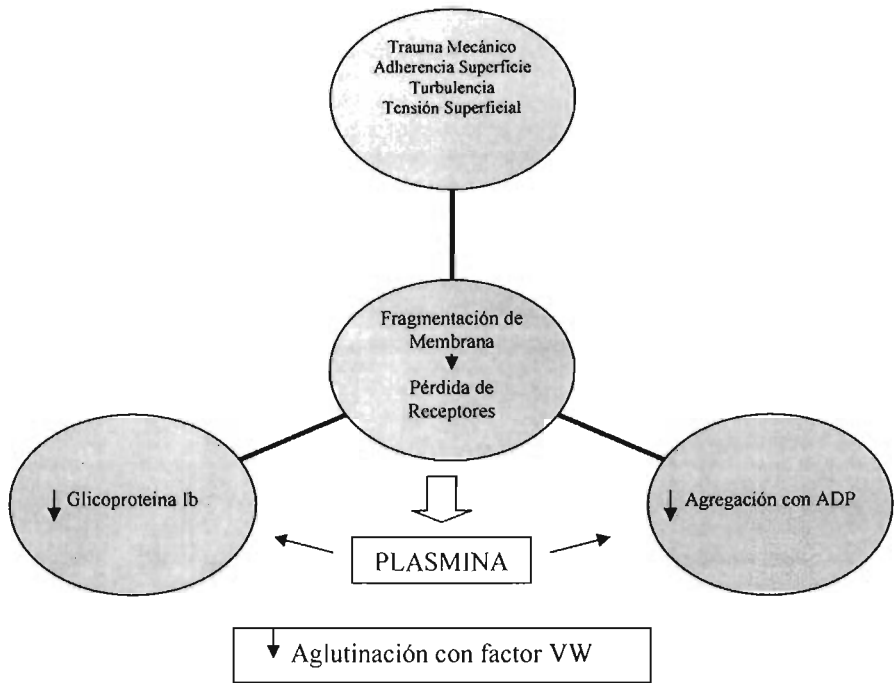 Trauma Mecánico
Adherencia Superficie
Turbulencia
Tensión Superficial
Fragmentación de
Membrana
Pérdida de
Receptores
↓ Glicoproteina Ib
↓ Agregación con ADP
PLASMINA
↓ Aglutinación con factor VW